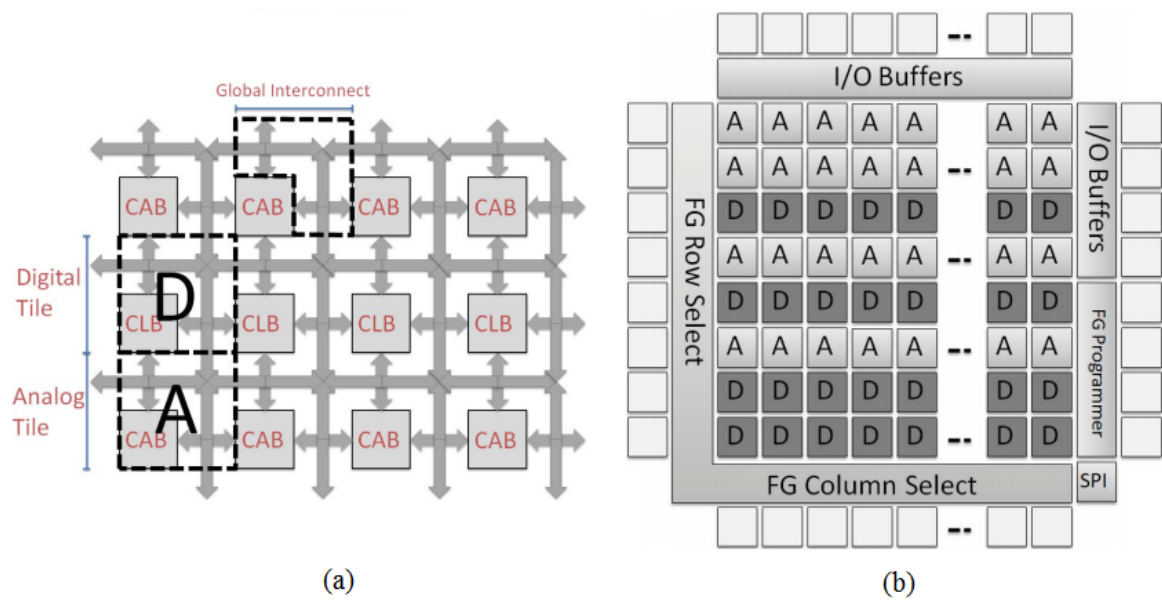 Global Interconnect
CAB CAB CAB CAB
Digital
Tile
D
CLB CLB CLB CLB
Analog
Tile
A
CAB CAB CAB CAB
(a)
I/O Buffers
A A A A A A A
A A A A A -- A A
D D D D D D D
A A A A A -- A A
D D D D D D D
A A A A A -- A A
D D D D D D D
D D D D D -- D D
FG Row Select
I/O Buffers
FG Programmer
FG Column Select
SPI
(b)